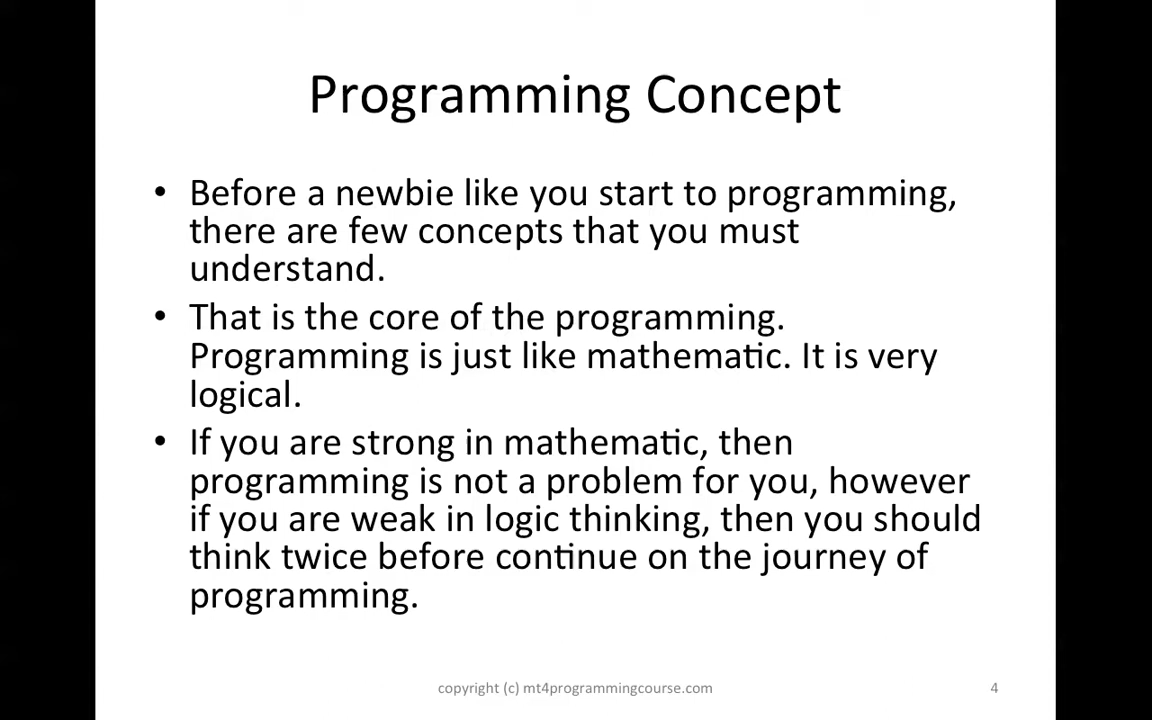 Programming Concept
• Before a newbie like you start to programming,
there are few concepts that you must
understand.
• That is the core of the programming.
Programming is just like mathematic. It is very
logical.
• If you are strong in mathematic, then
programming is not a problem for you, however
if you are weak in logic thinking, then you should
think twice before continue on the journey of
programming.
copyright (c) mt4programmingcourse.com 4